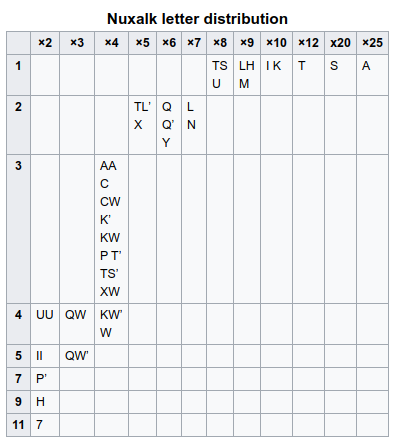 Nuxalk letter distribution
×2 ×3 ×4 ×5 ×6 ×7 ×8 ×9 ×10 ×12 x20 ×25
1 TS U LH M I K T S A
2 TL' X Q Q' Y L N
3 AA C CW K' KW P T' TS' XW
4 UU QW KW' W
5 II QW'
7 P'
9 H
11 7